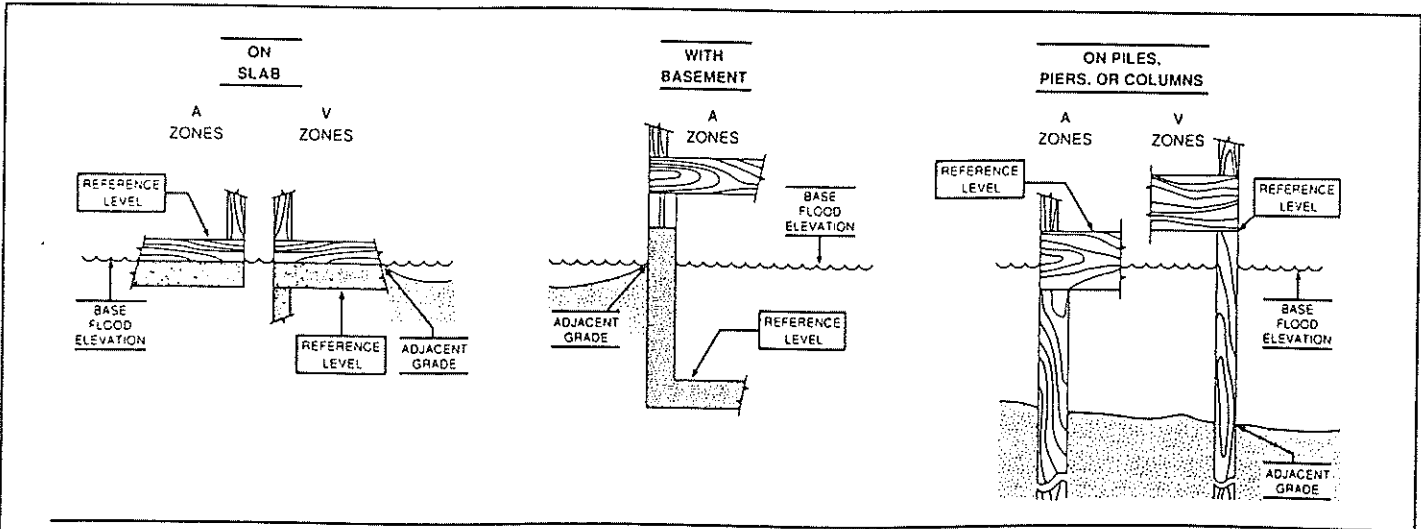 ON
SLAB
A
ZONES
V
ZONES
REFERENCE
LEVEL
BASE
FLOOD
ELEVATION
REFERENCE
LEVEL
ADJACENT
GRADE
WITH
BASEMENT
A
ZONES
BASE
FLOOD
ELEVATION
ADJACENT
GRADE
REFERENCE
LEVEL
ON PILES,
PIERS, OR COLUMNS
A
ZONES
V
ZONES
REFERENCE
LEVEL
REFERENCE
LEVEL
BASE
FLOOD
ELEVATION
ADJACENT
GRADE